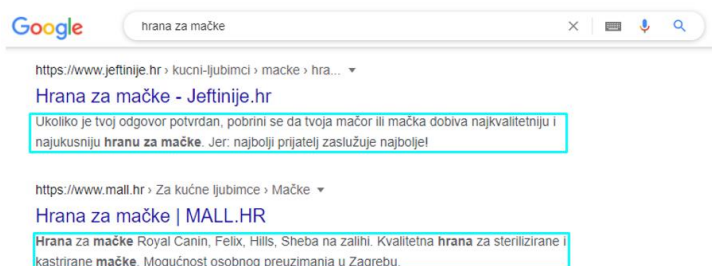 Google
hrana za mačke
https://www.jeftinije.hr › kucni-ljubimci › macke › hra...
Hrana za mačke - Jeftinije.hr
Ukoliko je tvoj odgovor potvrdan, pobrini se da tvoja mačor ili mačka dobiva najkvalitetniju i
najukusniju hranu za mačke. Jer: najbolji prijatelj zaslužuje najbolje!
https://www.mall.hr › Za kućne ljubimce › Mačke
Hrana za mačke | MALL.HR
Hrana za mačke Royal Canin, Felix, Hills, Sheba na zalihi. Kvalitetna hrana za sterilizirane i
kastrirane mačke. Mogućnost osobnog preuzimanja u Zagrebu.